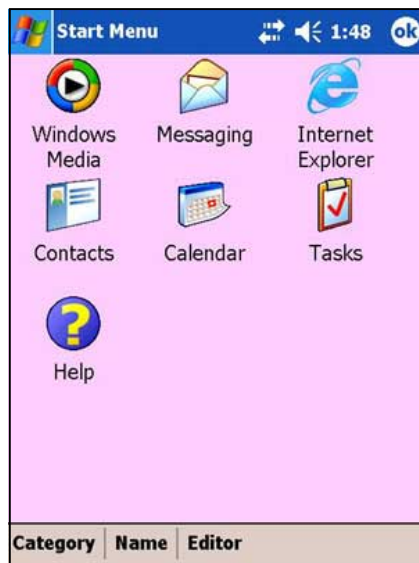 Start Menu 1:48 ok
Windows Media Messaging Internet Explorer
Contacts Calendar Tasks
? Help
Category Name Editor